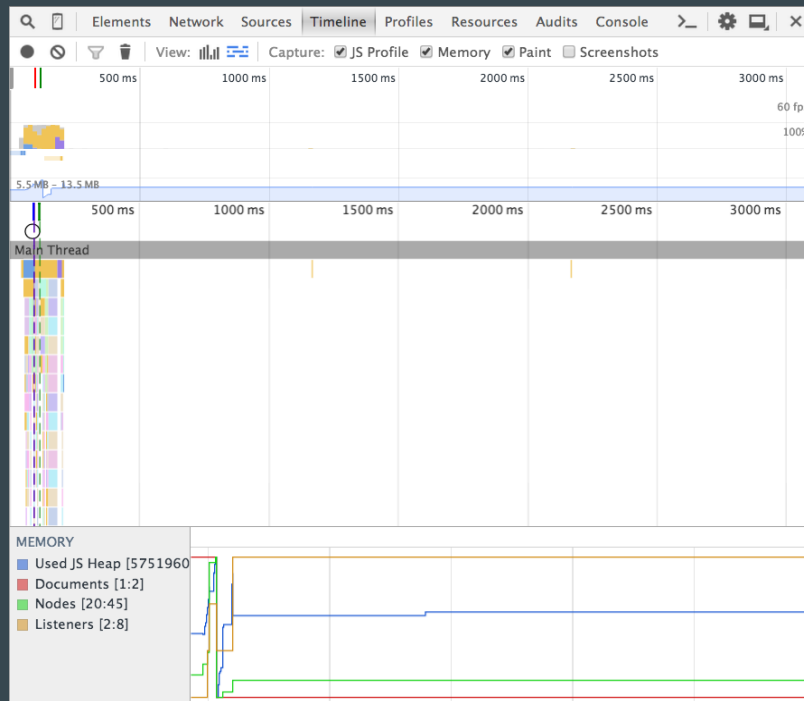 Elements Network Sources Timeline Profiles Resources Audits Console
View: Capture: JS Profile Memory Paint Screenshots
500 ms 1000 ms 1500 ms 2000 ms 2500 ms 3000 ms
60 fp
100%
5.5 MB – 13.5 MB
500 ms 1000 ms 1500 ms 2000 ms 2500 ms 3000 ms
Main Thread
MEMORY
Used JS Heap [5751960
Documents [1:2]
Nodes [20:45]
Listeners [2:8]